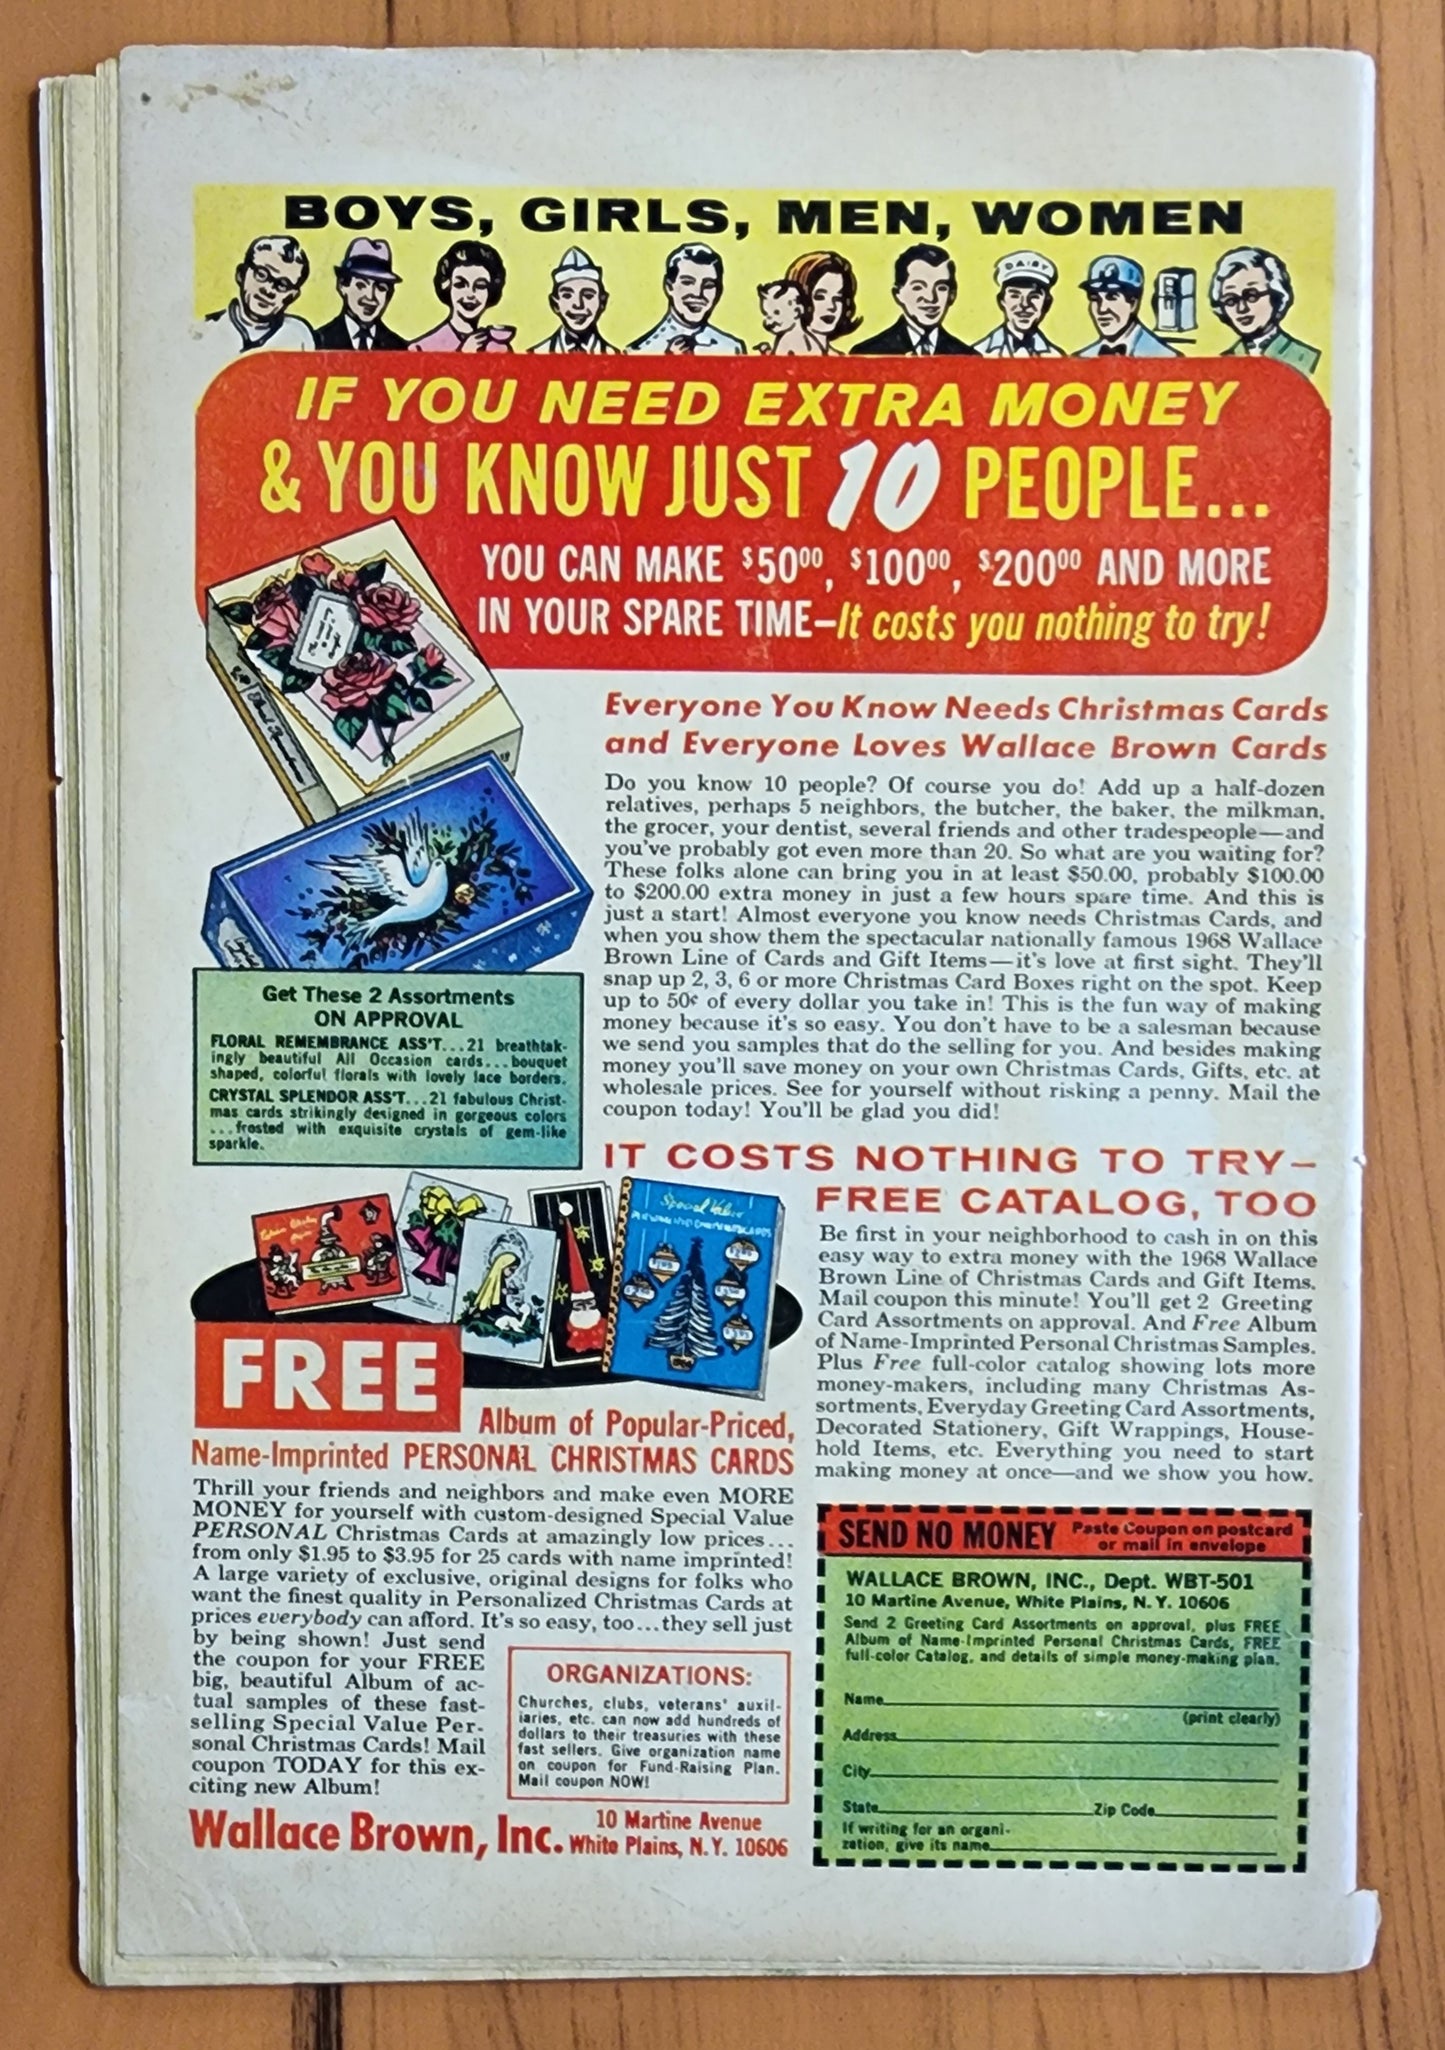 BOYS, GIRLS, MEN, WOMEN
DAIRY
IF YOU NEED EXTRA MONEY
& YOU KNOW JUST 10 PEOPLE...
YOU CAN MAKE $50⁰⁰, $100⁰⁰, $200⁰⁰ AND MORE
IN YOUR SPARE TIME–It costs you nothing to try!
Everyone You Know Needs Christmas Cards
and Everyone Loves Wallace Brown Cards
Do you know 10 people? Of course you do! Add up a half-dozen
relatives, perhaps 5 neighbors, the butcher, the baker, the milkman,
the grocer, your dentist, several friends and other tradespeople—and
you've probably got even more than 20. So what are you waiting for?
These folks alone can bring you in at least $50.00, probably $100.00
to $200.00 extra money in just a few hours spare time. And this is
just a start! Almost everyone you know needs Christmas Cards, and
when you show them the spectacular nationally famous 1968 Wallace
Brown Line of Cards and Gift Items—it's love at first sight. They'll
snap up 2, 3, 6 or more Christmas Card Boxes right on the spot. Keep
up to 50¢ of every dollar you take in! This is the fun way of making
money because it's so easy. You don't have to be a salesman because
we send you samples that do the selling for you. And besides making
money you'll save money on your own Christmas Cards, Gifts, etc. at
wholesale prices. See for yourself without risking a penny. Mail the
coupon today! You'll be glad you did!
Get These 2 Assortments
ON APPROVAL
FLORAL REMEMBRANCE ASS'T...21 breathtak-
ingly beautiful All Occasion cards...bouquet
shaped, colorful florals with lovely lace borders.
CRYSTAL SPLENDOR ASS'T...21 fabulous Christ-
mas cards strikingly designed in gorgeous colors
...frosted with exquisite crystals of gem-like
sparkle.
IT COSTS NOTHING TO TRY–
FREE CATALOG, TOO
Be first in your neighborhood to cash in on this
easy way to extra money with the 1968 Wallace
Brown Line of Christmas Cards and Gift Items.
Mail coupon this minute! You'll get 2 Greeting
Card Assortments on approval. And Free Album
of Name-Imprinted Personal Christmas Samples.
Plus Free full-color catalog showing lots more
money-makers, including many Christmas As-
sortments, Everyday Greeting Card Assortments,
Decorated Stationery, Gift Wrappings, House-
hold Items, etc. Everything you need to start
making money at once—and we show you how.
Special Value
FREE
Album of Popular-Priced,
Name-Imprinted PERSONAL CHRISTMAS CARDS
Thrill your friends and neighbors and make even MORE
MONEY for yourself with custom-designed Special Value
PERSONAL Christmas Cards at amazingly low prices...
from only $1.95 to $3.95 for 25 cards with name imprinted!
A large variety of exclusive, original designs for folks who
want the finest quality in Personalized Christmas Cards at
prices everybody can afford. It's so easy, too...they sell just
by being shown! Just send
the coupon for your FREE
big, beautiful Album of ac-
tual samples of these fast-
selling Special Value Per-
sonal Christmas Cards! Mail
coupon TODAY for this ex-
citing new Album!
ORGANIZATIONS:
Churches, clubs, veterans' auxil-
iaries, etc. can now add hundreds of
dollars to their treasuries with these
fast sellers. Give organization name
on coupon for Fund-Raising Plan.
Mail coupon NOW!
Wallace Brown, Inc. 10 Martine Avenue
White Plains, N.Y. 10606
SEND NO MONEY Paste Coupon on postcard
or mail in envelope
WALLACE BROWN, INC., Dept. WBT-501
10 Martine Avenue, White Plains, N. Y. 10606
Send 2 Greeting Card Assortments on approval, plus FREE
Album of Name-Imprinted Personal Christmas Cards, FREE
full-color Catalog, and details of simple money-making plan.
Name
(print clearly)
Address
City
State Zip Code
If writing for an organi-
zation, give its name